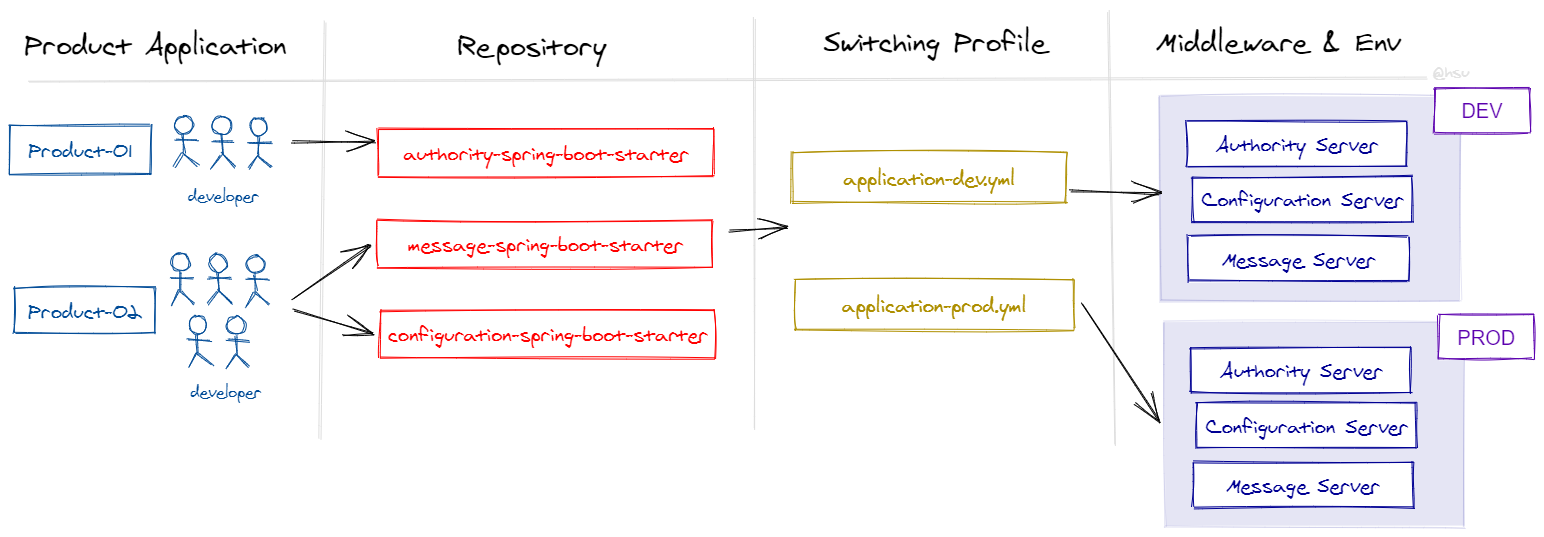 Product Application
Repository
Switching Profile
Middleware & Env
@hsu
Product-01
developer
Product-02
developer
authority-spring-boot-starter
message-spring-boot-starter
configuration-spring-boot-starter
application-dev.yml
application-prod.yml
DEV
Authority Server
Configuration Server
Message Server
PROD
Authority Server
Configuration Server
Message Server